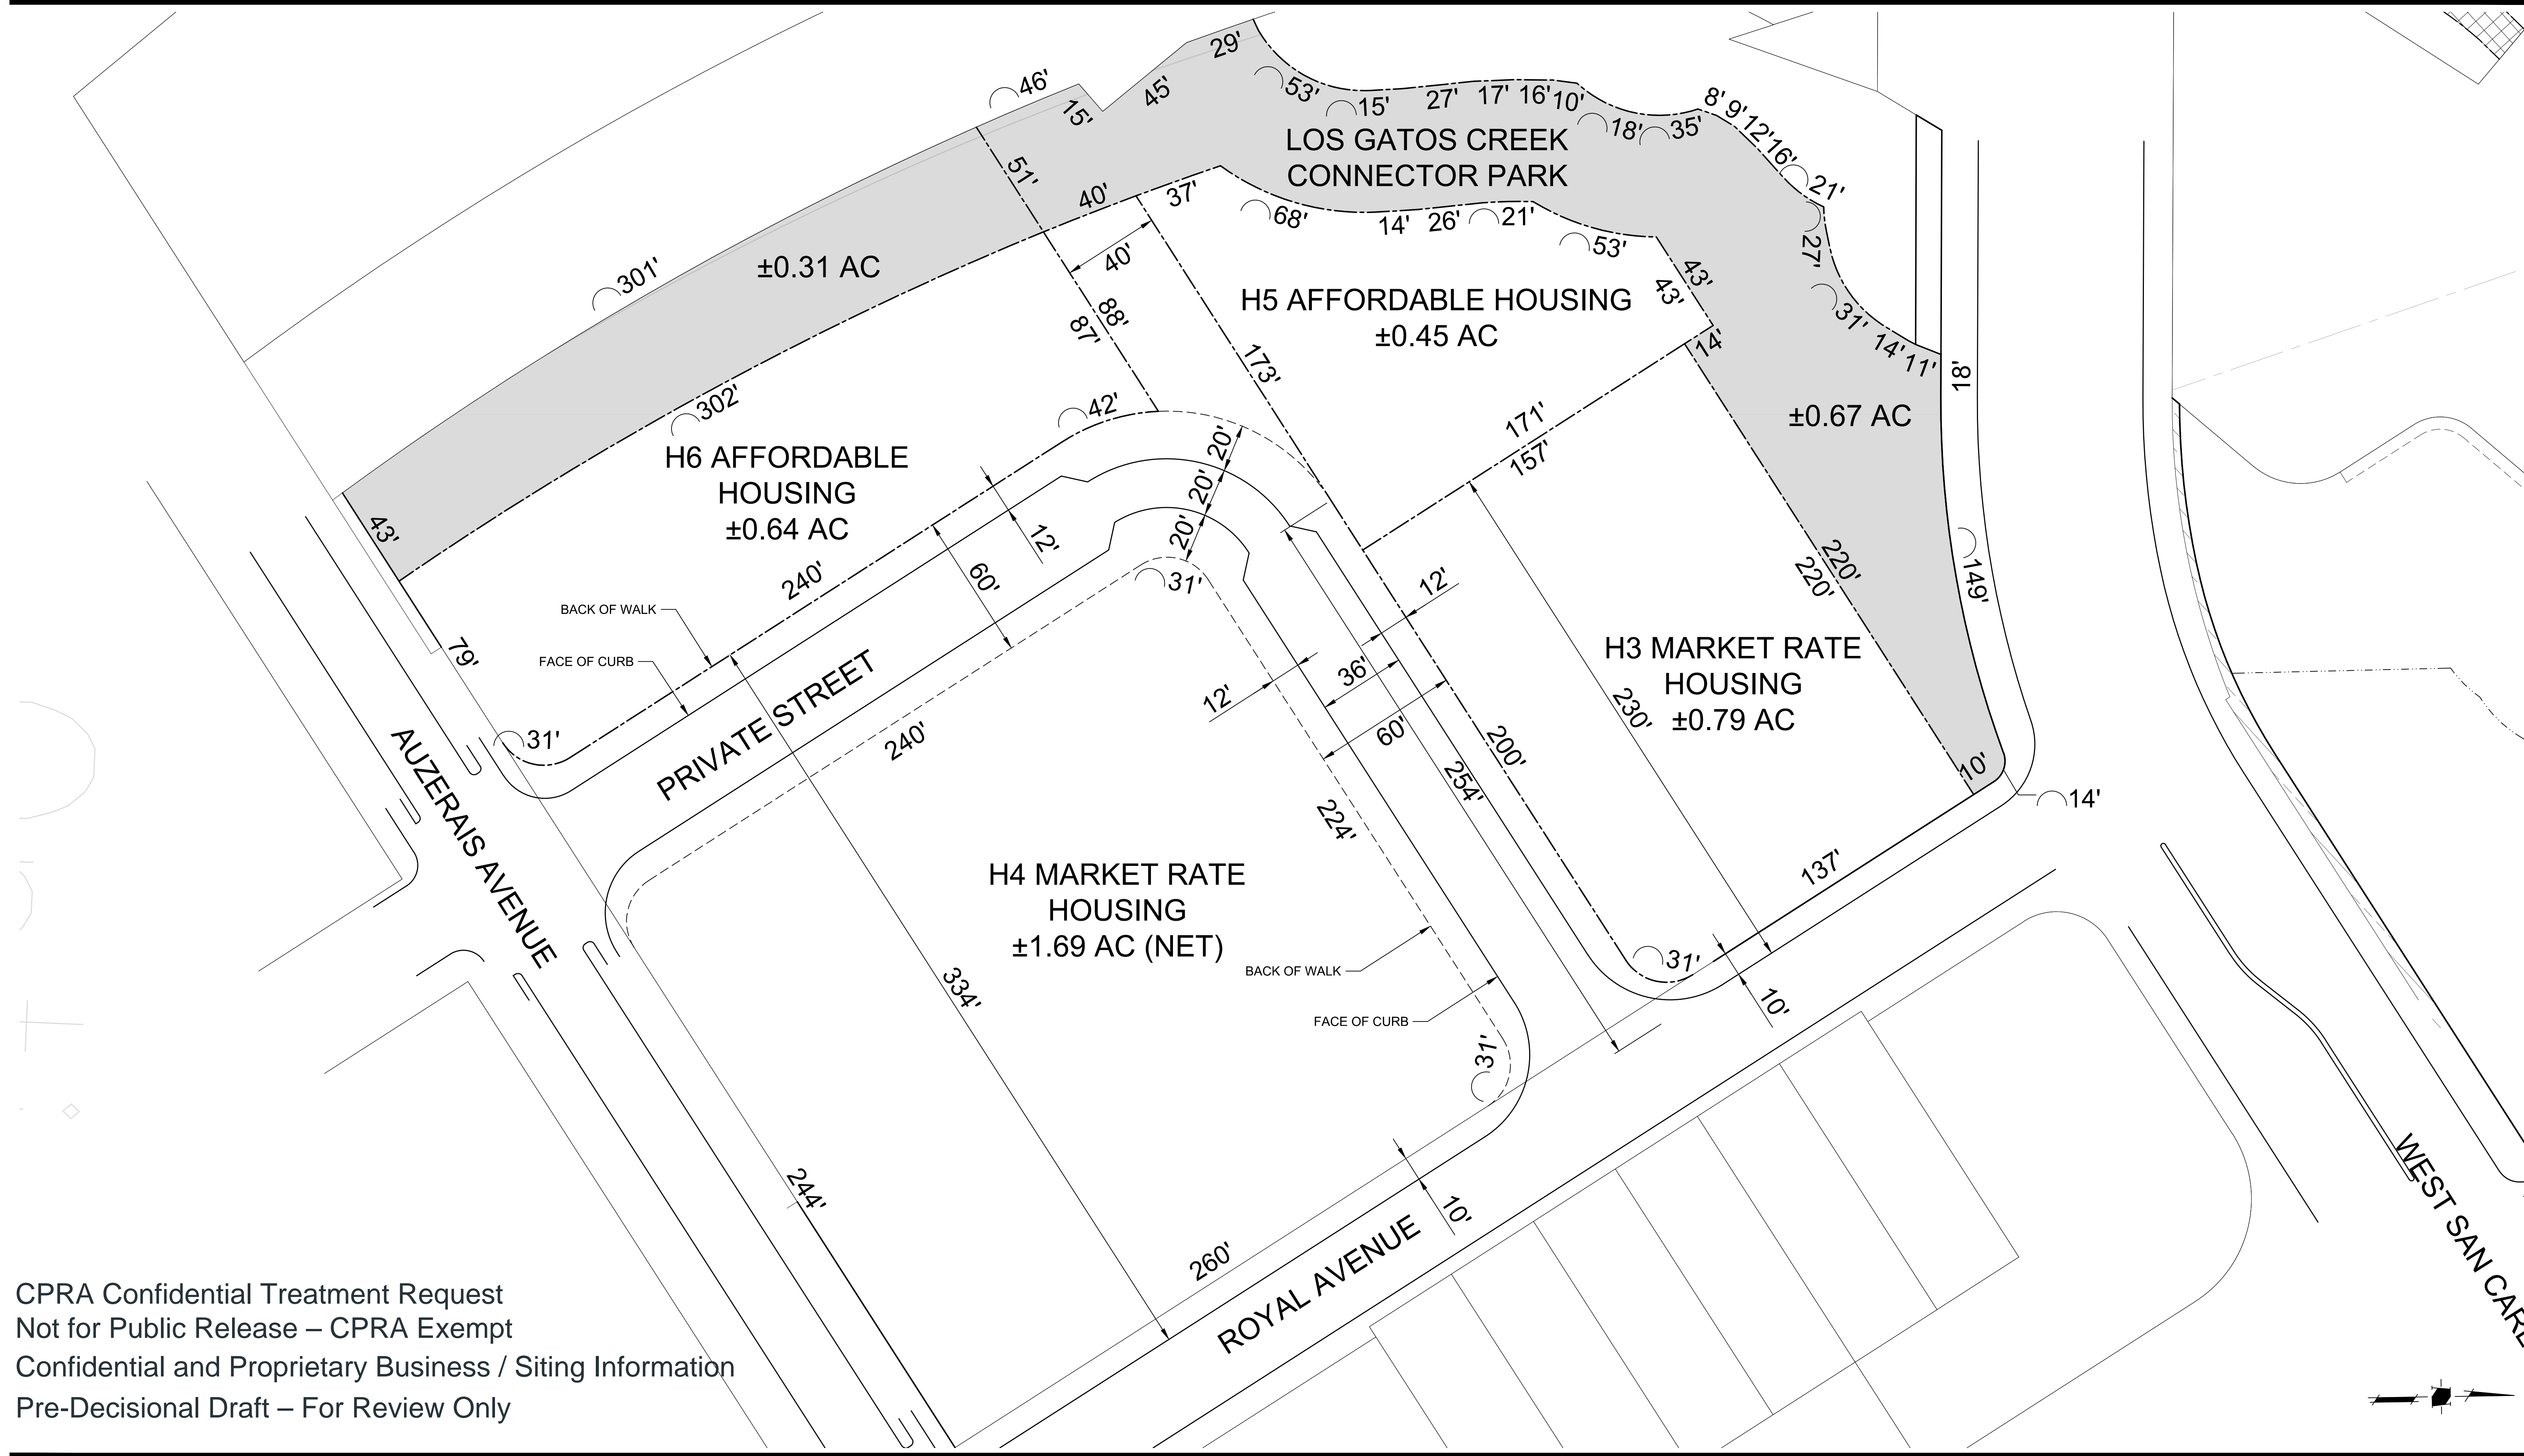 29'
46'
15'
45'
53'
15'
27'
17'
16'
10'
18'
35'
8'
9'
12'
16'
21'
LOS GATOS CREEK
CONNECTOR PARK
51'
40'
37'
68'
14'
26'
21'
53'
27'
31'
14'
11'
18'
301'
±0.31 AC
40'
43'
43'
H5 AFFORDABLE HOUSING
±0.45 AC
88'
87'
173'
14'
302'
42'
±0.67 AC
171'
157'
H6 AFFORDABLE
HOUSING
±0.64 AC
43'
20'
20'
20'
12'
240'
60'
31'
12'
220'
220'
149'
BACK OF WALK
FACE OF CURB
79'
31'
PRIVATE STREET
240'
12'
36'
60'
H3 MARKET RATE
HOUSING
±0.79 AC
230'
200'
254'
224'
10'
14'
137'
AUZERAIS AVENUE
H4 MARKET RATE
HOUSING
±1.69 AC (NET)
BACK OF WALK
FACE OF CURB
31'
10'
334'
31'
244'
260'
10'
ROYAL AVENUE
WEST SAN CARL
CPRA Confidential Treatment Request
Not for Public Release – CPRA Exempt
Confidential and Proprietary Business / Siting Information
Pre-Decisional Draft – For Review Only